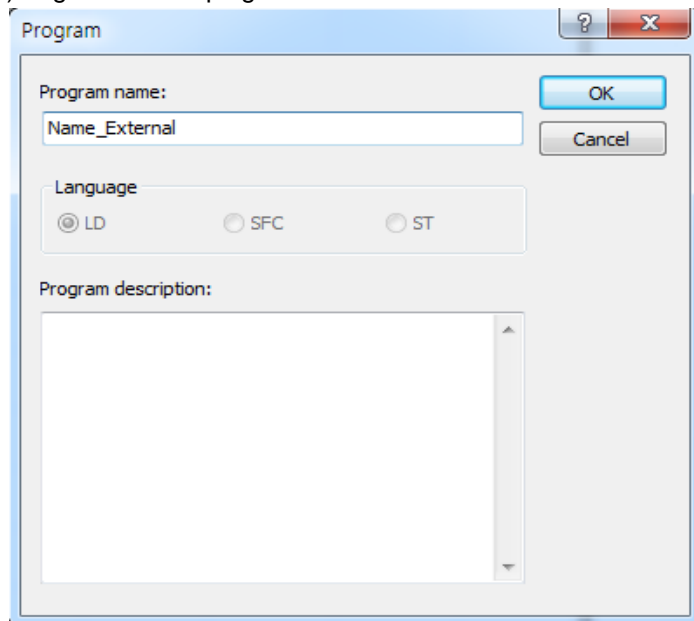 Program
Program name:
OK
Name_External
Cancel
Language
LD SFC ST
Program description: